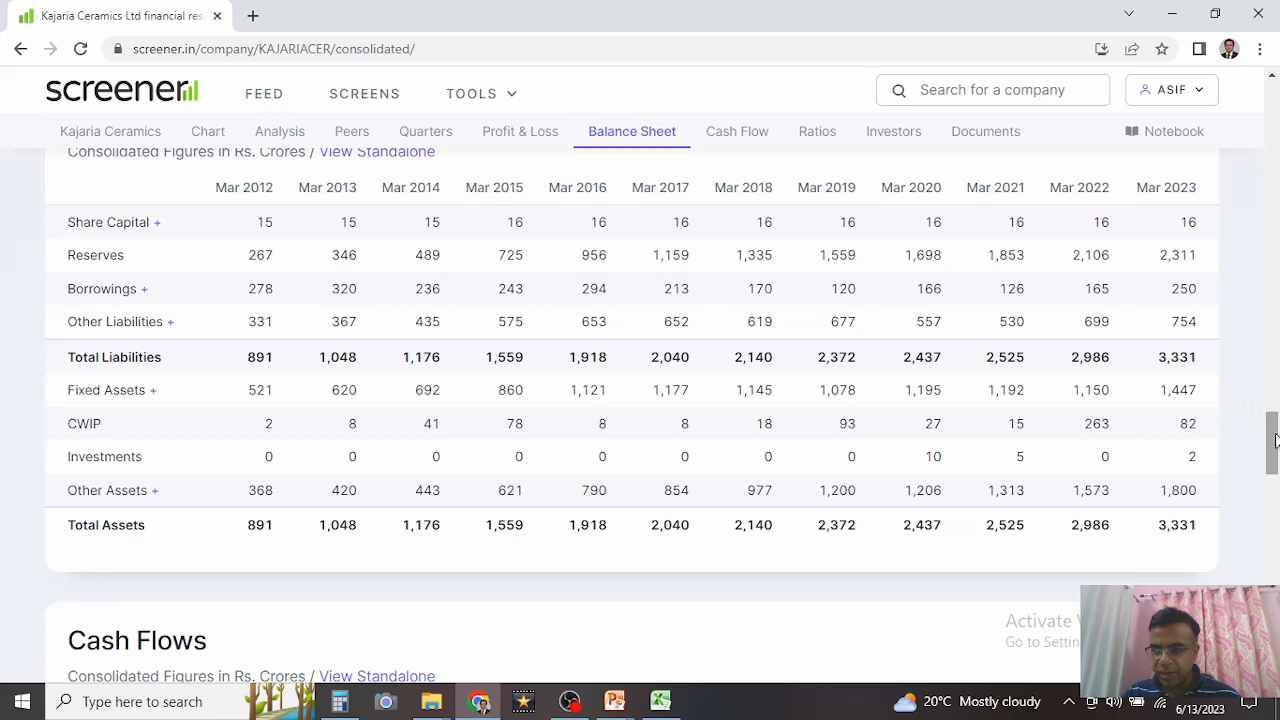 Kajaria Ceramics Ltd financial res
screener.in/company/KAJARIACER/consolidated/
screener FEED SCREENS TOOLS Search for a company ASIF
Kajaria Ceramics Chart Analysis Peers Quarters Profit & Loss Balance Sheet Cash Flow Ratios Investors Documents Notebook
Consolidated Figures in Rs. Crores / View Standalone
Mar 2012 Mar 2013 Mar 2014 Mar 2015 Mar 2016 Mar 2017 Mar 2018 Mar 2019 Mar 2020 Mar 2021 Mar 2022 Mar 2023
Share Capital + 15 15 15 16 16 16 16 16 16 16 16 16
Reserves 267 346 489 725 956 1,159 1,335 1,559 1,698 1,853 2,106 2,311
Borrowings + 278 320 236 243 294 213 170 120 166 126 165 250
Other Liabilities + 331 367 435 575 653 652 619 677 557 530 699 754
Total Liabilities 891 1,048 1,176 1,559 1,918 2,040 2,140 2,372 2,437 2,525 2,986 3,331
Fixed Assets + 521 620 692 860 1,121 1,177 1,145 1,078 1,195 1,192 1,150 1,447
CWIP 2 8 41 78 8 8 18 93 27 15 263 82
Investments 0 0 0 0 0 0 0 0 10 5 0 2
Other Assets + 368 420 443 621 790 854 977 1,200 1,206 1,313 1,573 1,800
Total Assets 891 1,048 1,176 1,559 1,918 2,040 2,140 2,372 2,437 2,525 2,986 3,331
Cash Flows
Activate
Go to Settin
Consolidated Figures in Rs. Crores / View Standalone
Type here to search 20°C Mostly cloudy
6/13/2023